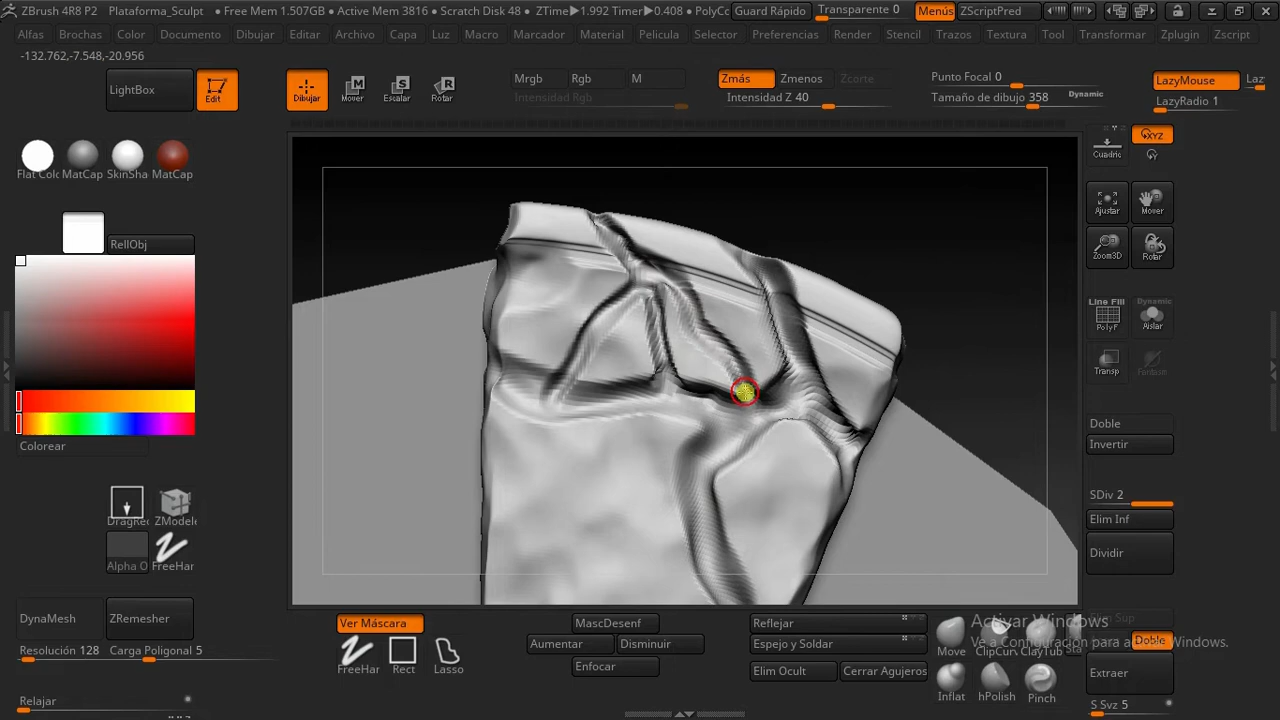 ZBrush 4R8 P2 Plataforma_Sculpt • Free Mem 1.507GB • Active Mem 3816 • Scratch Disk 48 • ZTime▶1.992 Timer▶0.408 • PolyCo Guard Rápido Transparente 0 Menús ZScriptPred
Alfas Brochas Color Documento Dibujar Editar Archivo Capa Luz Macro Marcador Material Pelicula Selector Preferencias Render Stencil Trazos Textura Tool Transformar Zplugin Zscript
-132.762,-7.548,-20.956
LightBox Edit Dibujar Mover Escalar Rotar
Mrgb Rgb M
Intensidad Rgb
Zmás Zmenos Zcorte
Intensidad Z 40
Punto Focal 0
Tamaño de dibujo 358 Dynamic
LazyMouse Laz
LazyRadio 1
Flat Colo MatCap SkinSha MatCap
RellObj
Colorear
DragRec ZModele
Alpha O FreeHar
DynaMesh ZRemesher
Resolución 128 Carga Poligonal 5
Relajar
Cuadric XYZ
Y
Ajustar Mover
Zoom3D Rotar
Line Fill Dynamic
PolyF Aislar
Transp Fantasm
Doble
Invertir
SDiv 2
Elim Inf
Dividir
Elim Sup
Doble
Extraer
S Svz 5
Ver Máscara
FreeHar Rect Lasso
MascDesenf
Aumentar Disminuir
Enfocar
Reflejar
Espejo y Soldar
Elim Ocult Cerrar Agujeros
Move ClipCurv ClayTub Sta
Inflat hPolish Pinch
Activar Windows
Ve a Configuración para activar Windows.